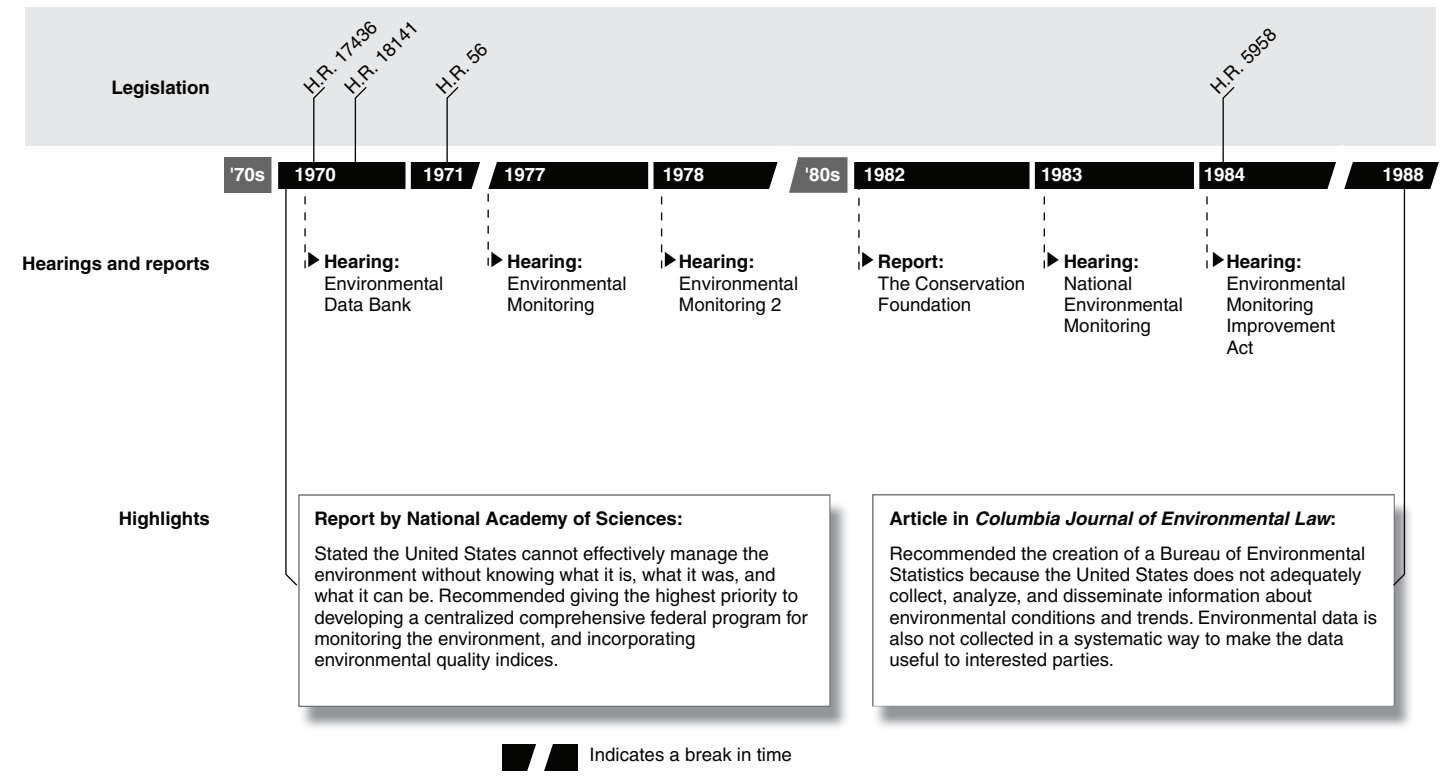 H.R. 17436
H.R. 18141
H.R. 56
H.R. 5958
Legislation
'70s
1970
1971
1977
1978
'80s
1982
1983
1984
1988
Hearings and reports
Hearing:
Environmental
Data Bank
Hearing:
Environmental
Monitoring
Hearing:
Environmental
Monitoring 2
Report:
The Conservation
Foundation
Hearing:
National
Environmental
Monitoring
Hearing:
Environmental
Monitoring
Improvement
Act
Highlights
Report by National Academy of Sciences:
Stated the United States cannot effectively manage the
environment without knowing what it is, what it was, and
what it can be. Recommended giving the highest priority to
developing a centralized comprehensive federal program for
monitoring the environment, and incorporating
environmental quality indices.
Article in Columbia Journal of Environmental Law:
Recommended the creation of a Bureau of Environmental
Statistics because the United States does not adequately
collect, analyze, and disseminate information about
environmental conditions and trends. Environmental data is
also not collected in a systematic way to make the data
useful to interested parties.
Indicates a break in time